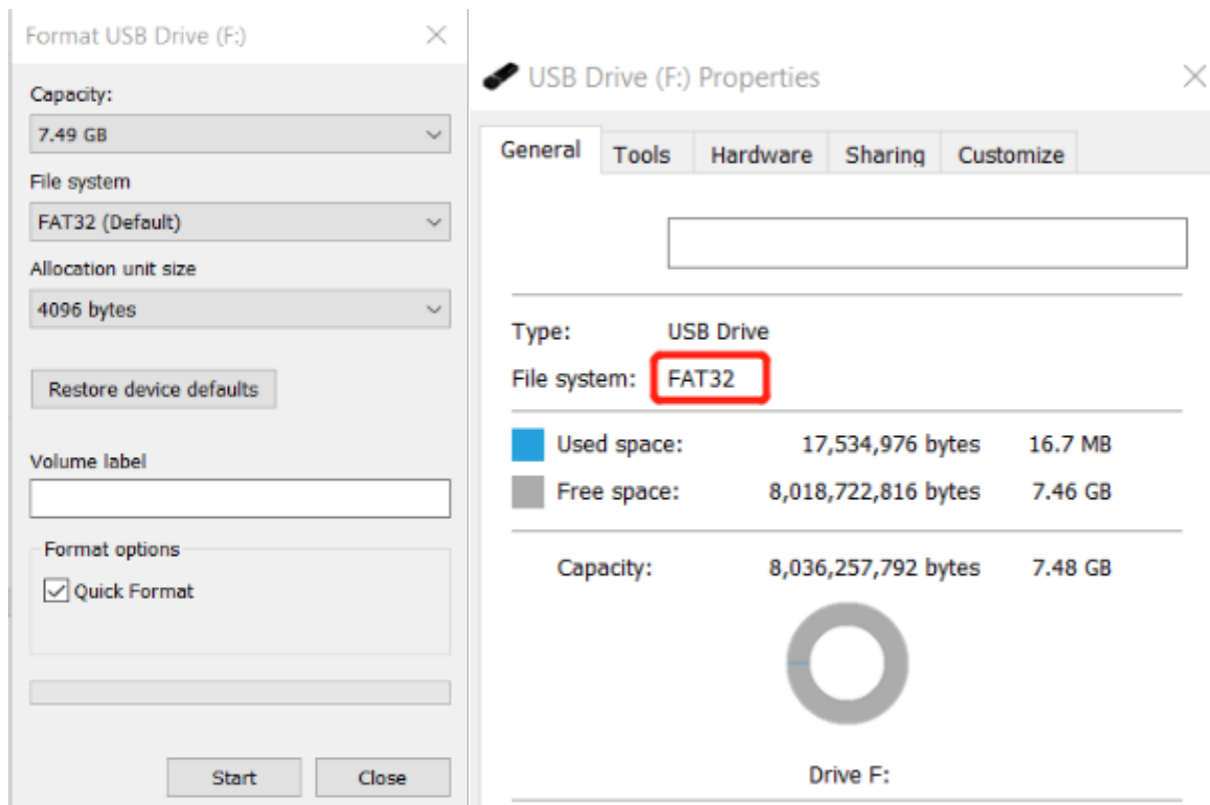 Format USB Drive (F:)
Capacity:
7.49 GB
File system
FAT32 (Default)
Allocation unit size
4096 bytes
Restore device defaults
Volume label
Format options
Quick Format
Start Close
USB Drive (F:) Properties
General Tools Hardware Sharing Customize
Type: USB Drive
File system: FAT32
Used space: 17,534,976 bytes 16.7 MB
Free space: 8,018,722,816 bytes 7.46 GB
Capacity: 8,036,257,792 bytes 7.48 GB
Drive F: